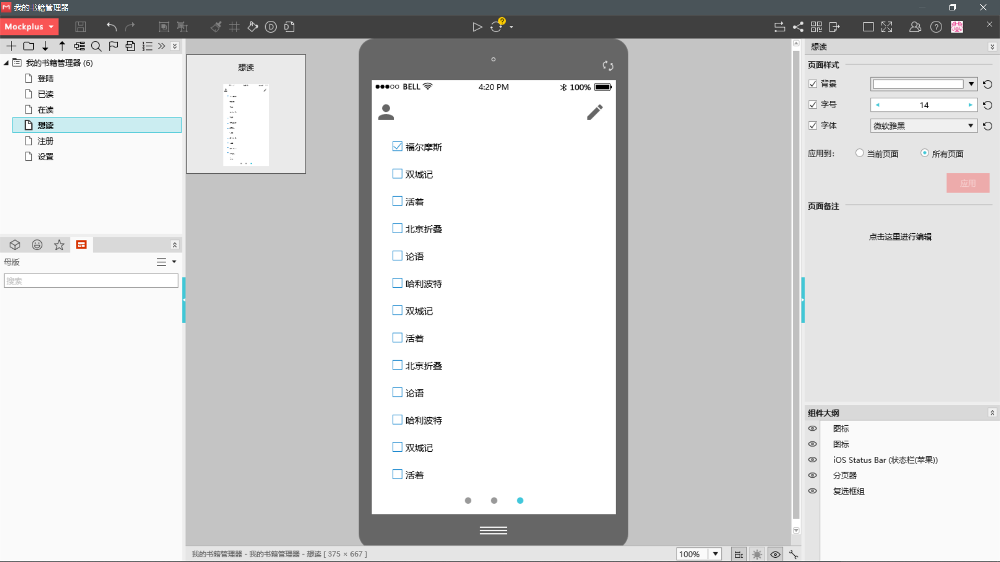 我的书籍管理器
Mockplus
?
D
?
我的书籍管理器 (6)
登陆
已读
在读
想读
注册
设置
母版
搜索
想读
BELL
4:20 PM
100%
福尔摩斯
双城记
活着
北京折叠
论语
哈利波特
双城记
活着
北京折叠
论语
哈利波特
双城记
活着
我的书籍管理器 - 我的书籍管理器 - 想读 [ 375 × 667 ]
100%
想读
页面样式
背景
字号
14
字体
微软雅黑
应用到:
当前页面
所有页面
应用
页面备注
点击这里进行编辑
组件大纲
图标
图标
iOS Status Bar (状态栏(苹果))
分页器
复选框组